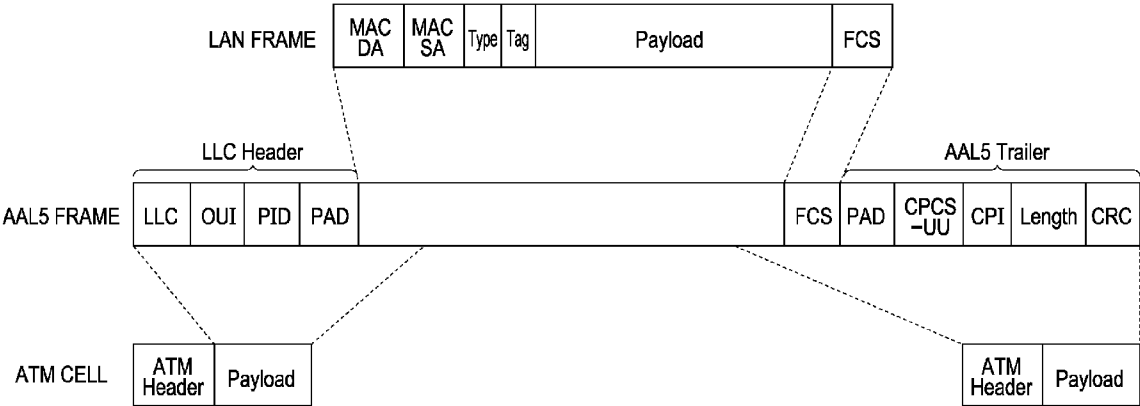 LAN FRAME MAC DA MAC SA Type Tag Payload FCS
LLC Header AAL5 Trailer
AAL5 FRAME LLC OUI PID PAD FCS PAD CPCS -UU CPI Length CRC
ATM CELL ATM Header Payload ATM Header Payload